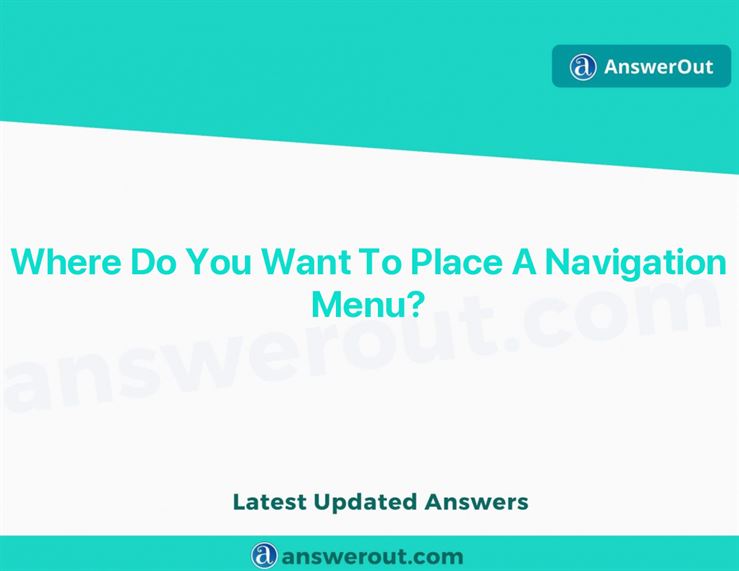 AnswerOut
Where Do You Want To Place A Navigation
Menu?
answerout.com
Latest Updated Answers
answerout.com